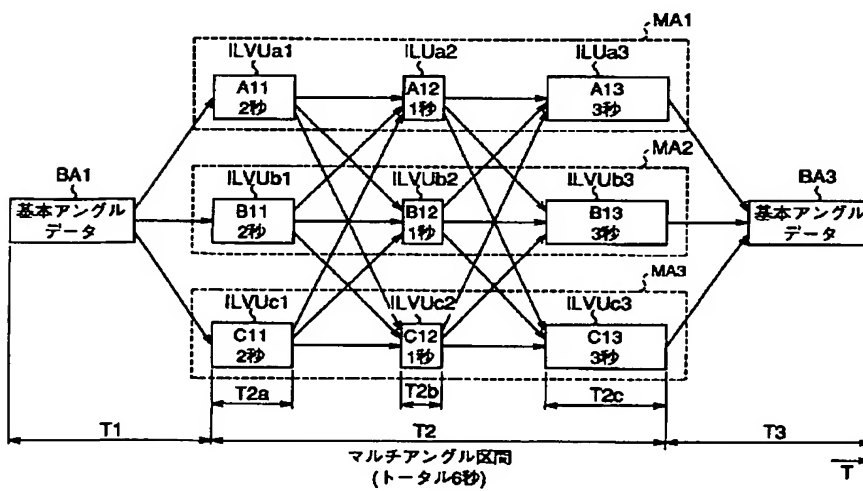 MA1
ILVUa1
ILUa2
ILUa3
A11
2秒
A12
1秒
A13
3秒
MA2
BA1
ILVUb1
ILVUb2
ILVUb3
BA3
基本アングル
データ
B11
2秒
B12
1秒
B13
3秒
基本アングル
データ
MA3
ILVUc1
ILVUc2
ILVUc3
C11
2秒
C12
1秒
C13
3秒
T2a
T2b
T2c
T1
T2
T3
マルチアングル区間
(トータル6秒)
T